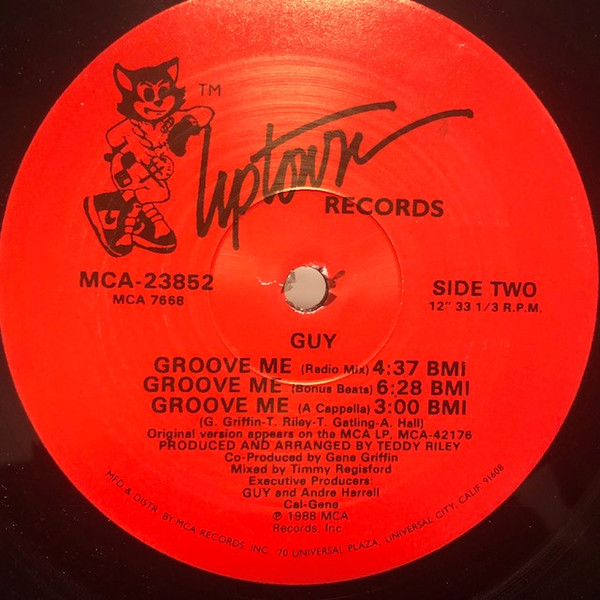 TM
Uptown
RECORDS
MCA-23852
MCA 7668
SIDE TWO
12" 33 1/3 R.P.M.
GUY
GROOVE ME (Radio Mix) 4:37 BMI
GROOVE ME (Bonus Beats) 6:28 BMI
GROOVE ME (A Cappella) 3:00 BMI
(G. Griffin-T. Riley-T. Gatling-A. Hall)
Original version appears on the MCA LP, MCA-42176
PRODUCED AND ARRANGED BY TEDDY RILEY
Co-Produced by Gene Griffin
Mixed by Timmy Regisford
Executive Producers:
GUY and Andre Harrell
Cal-Gene
℗ 1988 MCA
Records, Inc.
MFD & DISTR. BY MCA RECORDS, INC., 70 UNIVERSAL PLAZA, UNIVERSAL CITY, CALIF. 91608